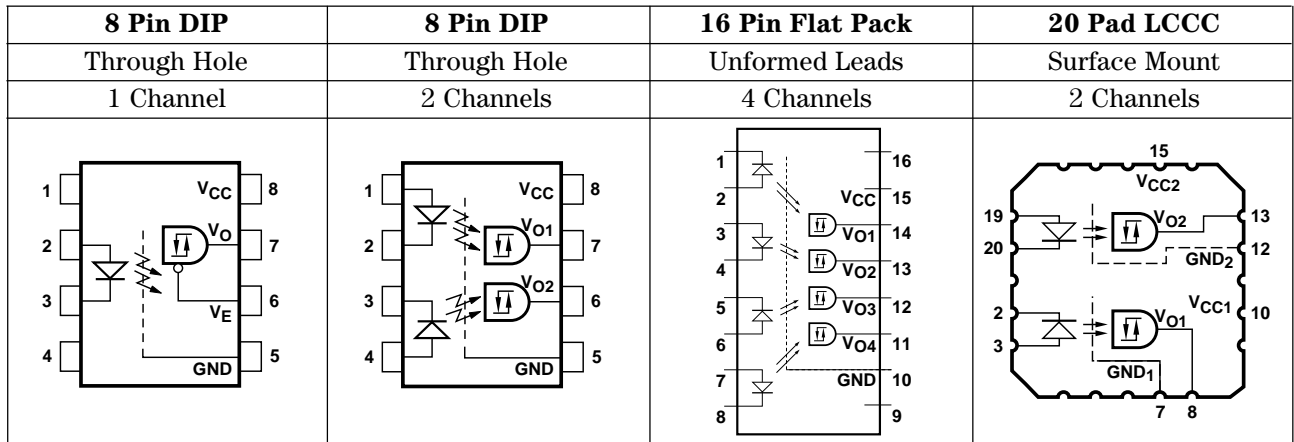 8 Pin DIP
8 Pin DIP
16 Pin Flat Pack
20 Pad LCCC
Through Hole
Through Hole
Unformed Leads
Surface Mount
1 Channel
2 Channels
4 Channels
2 Channels
1
2
3
4
VCC
VO
VE
GND
8
7
6
5
1
2
3
4
VCC
VO1
VO2
GND
8
7
6
5
1
2
3
4
5
6
7
8
VCC
VO1
VO2
VO3
VO4
GND
16
15
14
13
12
11
10
9
15
VCC2
19
20
VO2
13
12
GND2
2
3
VO1
VCC1
10
GND1
7
8